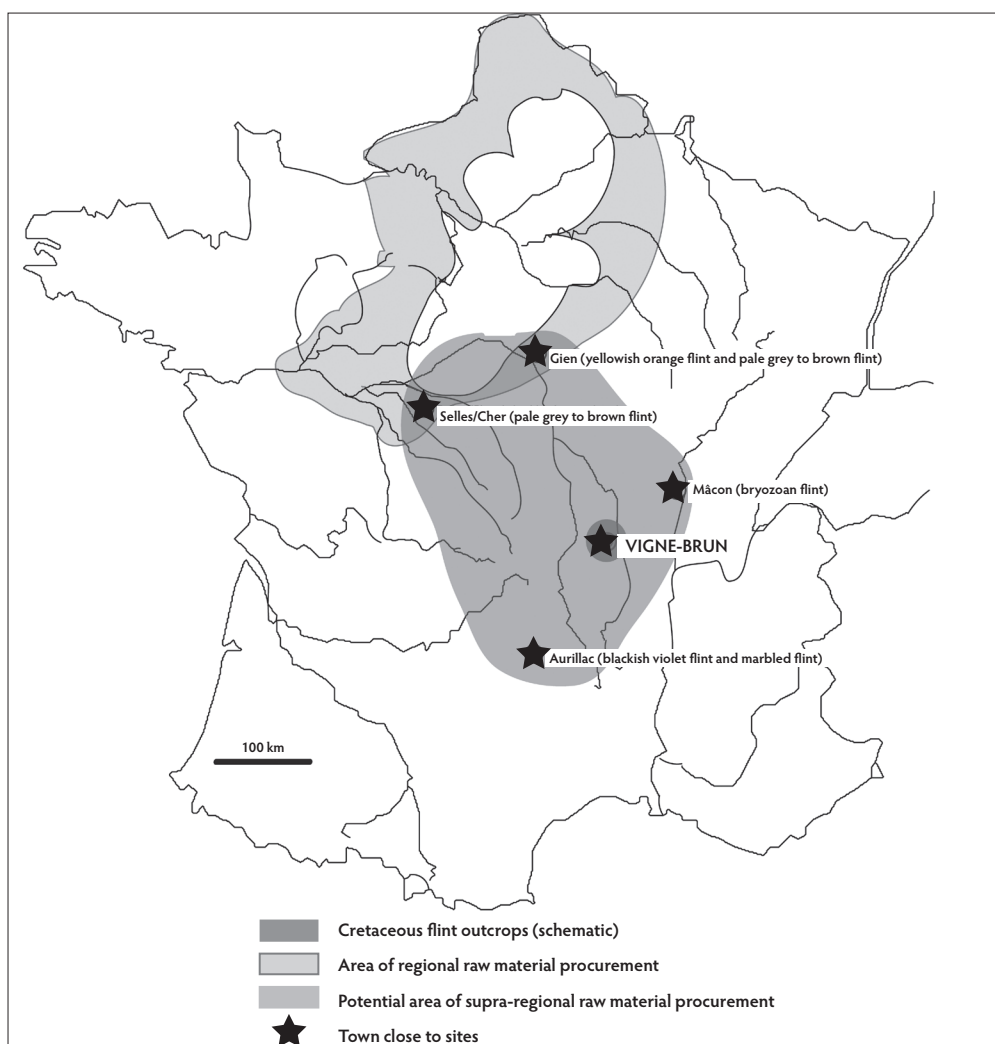 Gien (yellowish orange flint and pale grey to brown flint)
Selles/Cher (pale grey to brown flint)
Mâcon (bryozoan flint)
VIGNE-BRUN
Aurillac (blackish violet flint and marbled flint)
100 km
Cretaceous flint outcrops (schematic)
Area of regional raw material procurement
Potential area of supra-regional raw material procurement
Town close to sites